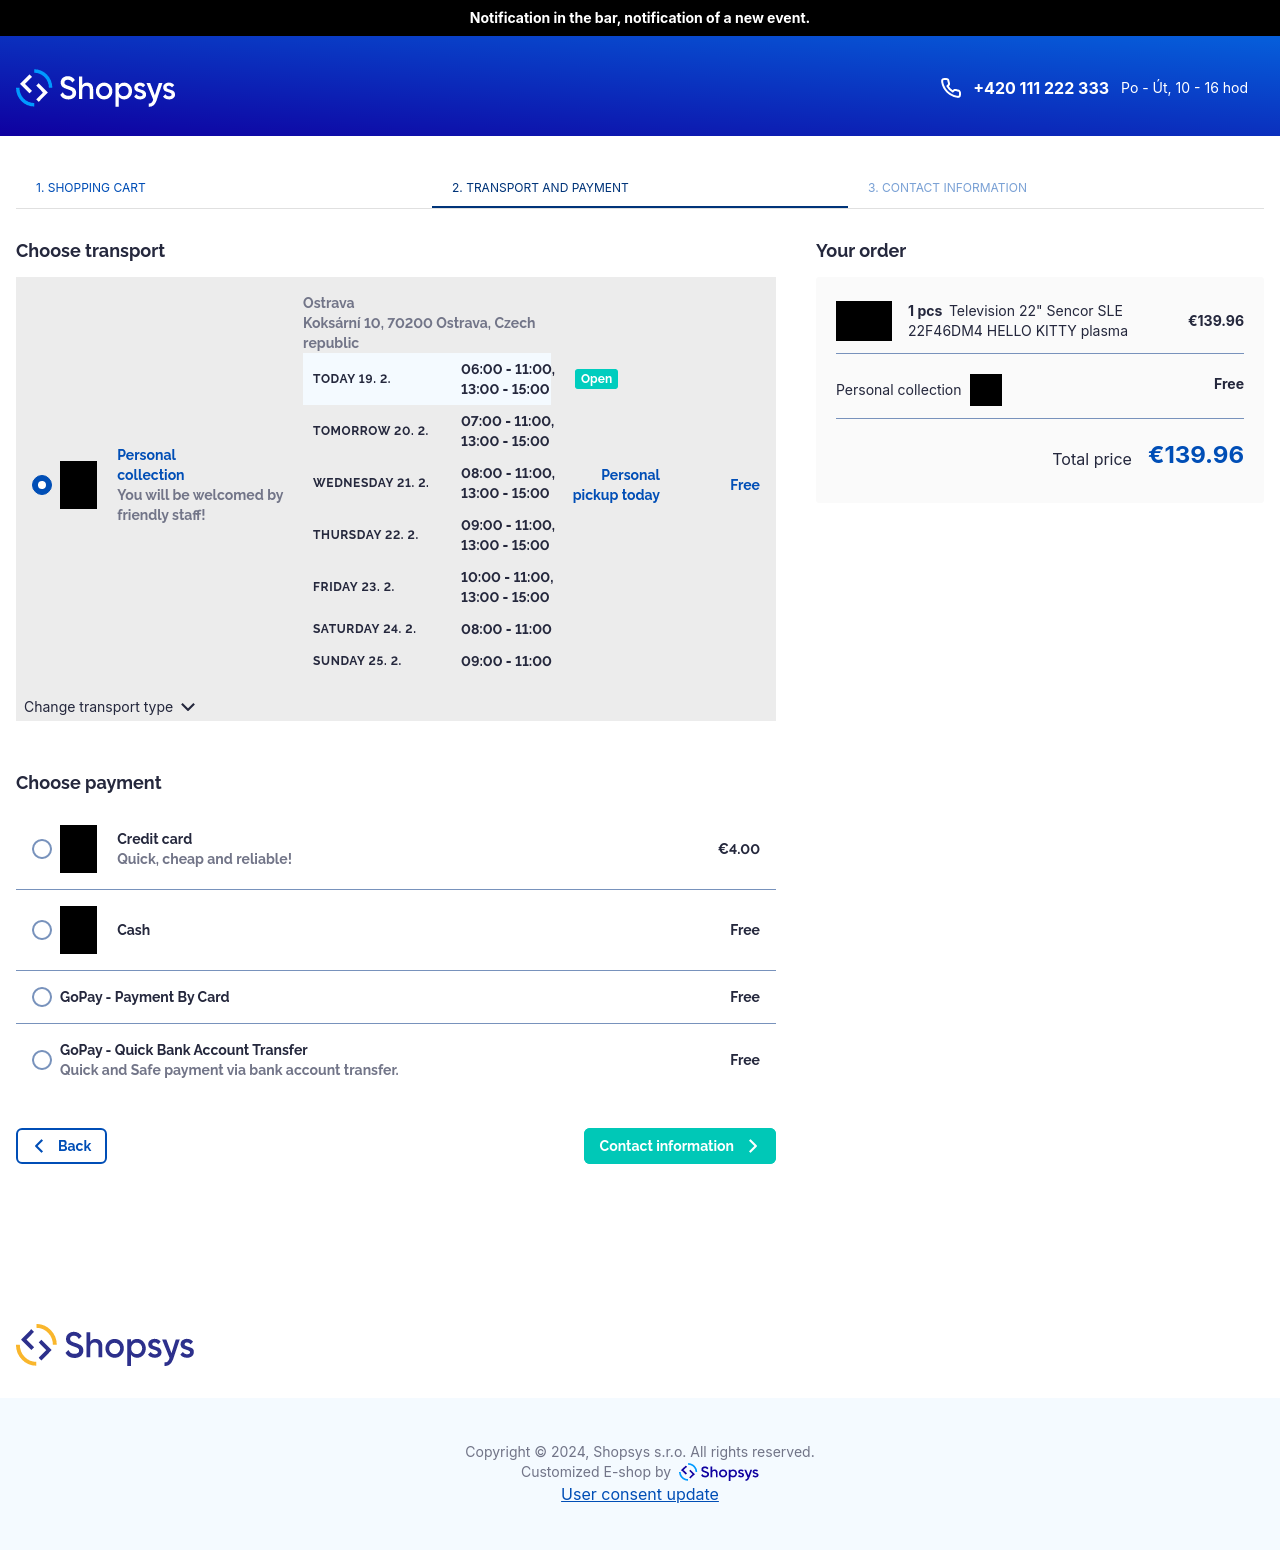 Notification in the bar, notification of a new event.
Shopsys
+420 111 222 333 Po - Út, 10 - 16 hod
1. SHOPPING CART
2. TRANSPORT AND PAYMENT
3. CONTACT INFORMATION
Choose transport
Personal
collection
You will be welcomed by
friendly staff!
Ostrava
Koksární 10, 70200 Ostrava, Czech
republic
TODAY 19. 2.
06:00 - 11:00,
13:00 - 15:00
Open
TOMORROW 20. 2.
07:00 - 11:00,
13:00 - 15:00
WEDNESDAY 21. 2.
08:00 - 11:00,
13:00 - 15:00
THURSDAY 22. 2.
09:00 - 11:00,
13:00 - 15:00
FRIDAY 23. 2.
10:00 - 11:00,
13:00 - 15:00
SATURDAY 24. 2.
08:00 - 11:00
SUNDAY 25. 2.
09:00 - 11:00
Personal
pickup today
Free
Change transport type
Choose payment
Credit card
Quick, cheap and reliable!
€4.00
Cash
Free
GoPay - Payment By Card
Free
GoPay - Quick Bank Account Transfer
Quick and Safe payment via bank account transfer.
Free
Back
Contact information
Your order
1 pcs Television 22" Sencor SLE
22F46DM4 HELLO KITTY plasma
€139.96
Personal collection
Free
Total price €139.96
Shopsys
Copyright © 2024, Shopsys s.r.o. All rights reserved.
Customized E-shop by Shopsys
User consent update